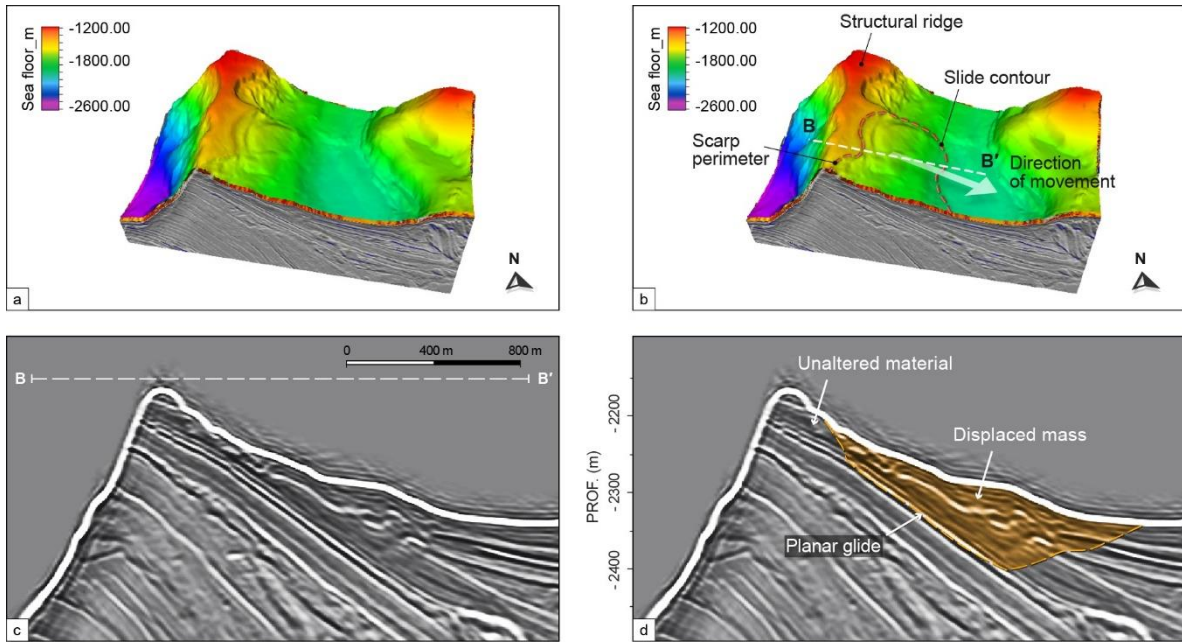 Sea floor_m
-1200.00
-1800.00
-2600.00
N
a
Sea floor_m
-1200.00
-1800.00
-2600.00
Structural ridge
Slide contour
B
Scarp
perimeter
B'
Direction
of movement
N
b
0 400 m 800 m
B B'
c
PROF. (m)
- 2200
- 2300
- 2400
Unaltered material
Displaced mass
Planar glide
d